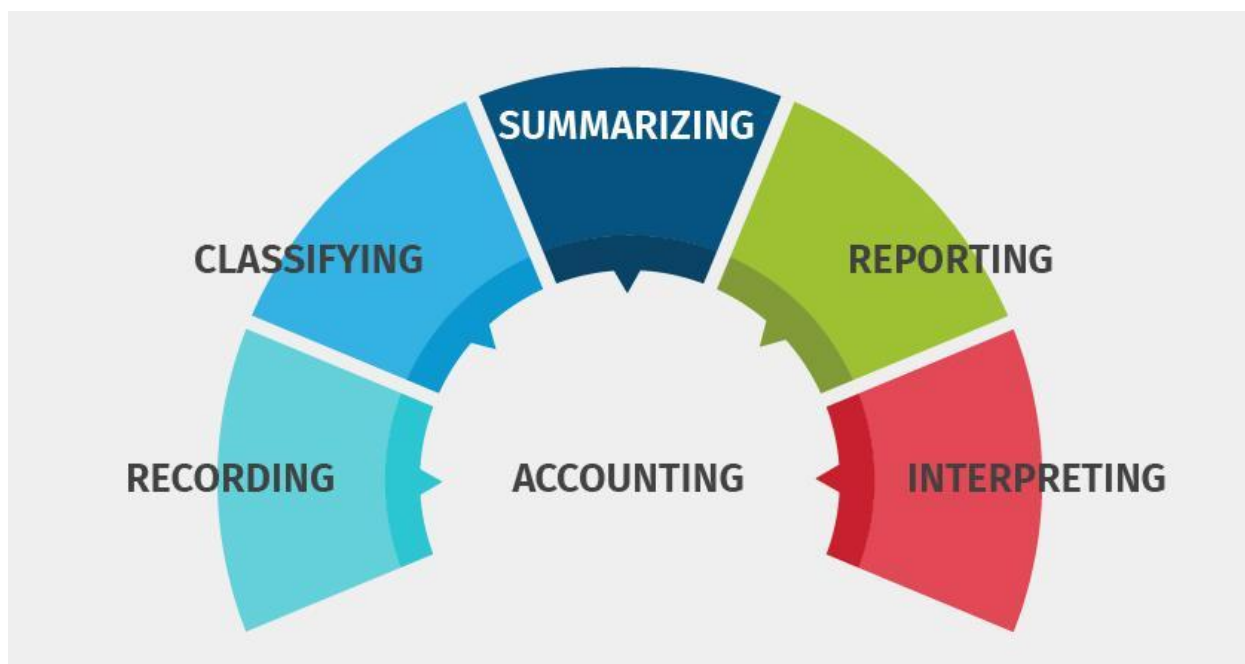 SUMMARIZING
CLASSIFYING
REPORTING
RECORDING
ACCOUNTING
INTERPRETING